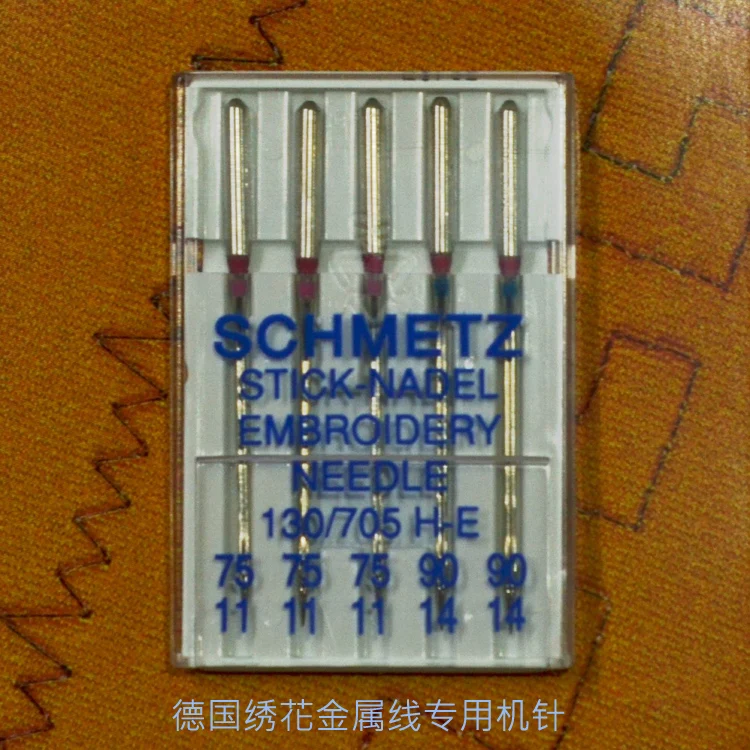 SCHMETZ
STICK-NADEL
EMBROIDERY
NEEDLE
130/705 H-E
75 75 75 90 90
11 11 11 14 14
德国绣花金属线专用机针